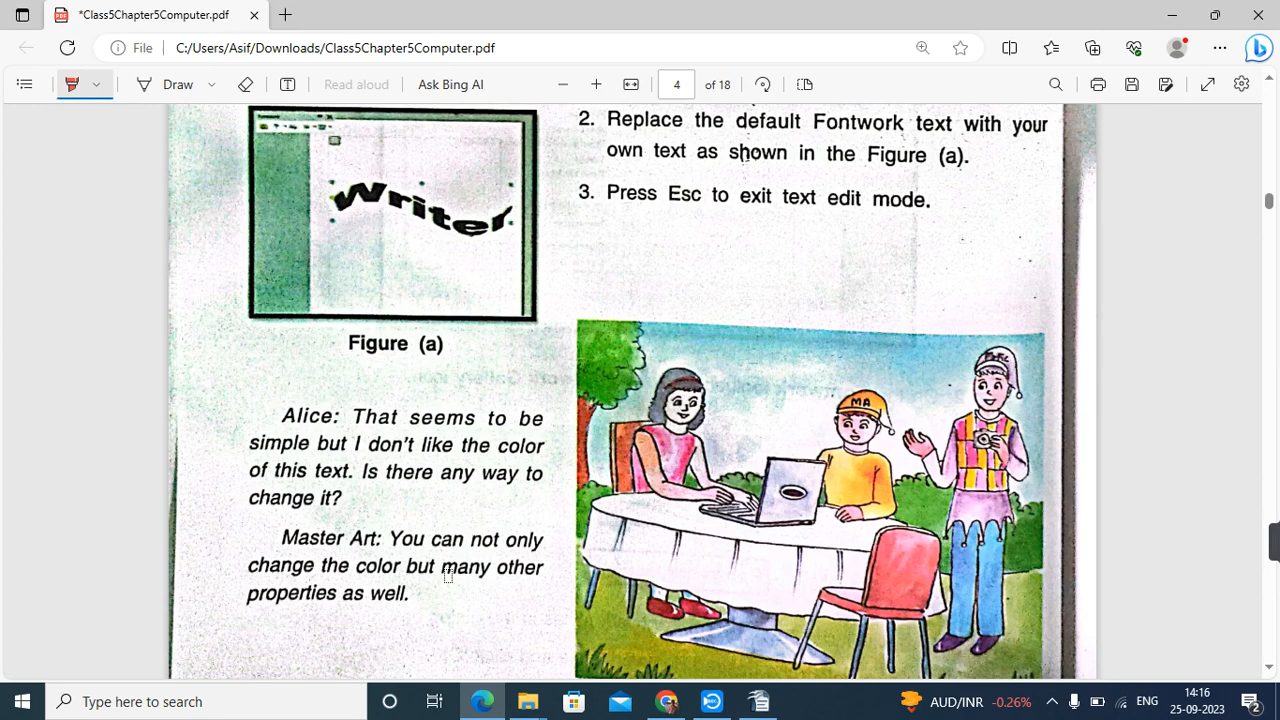 *Class5Chapter5Computer.pdf
File
C:/Users/Asif/Downloads/Class5Chapter5Computer.pdf
Draw
Read aloud
Ask Bing AI
4
of 18
2. Replace the default Fontwork text with your
own text as shown in the Figure (a).
3. Press Esc to exit text edit mode.
Writer
Figure (a)
Alice: That seems to be
simple but I don't like the color
of this text. Is there any way to
change it?
Master Art: You can not only
change the color but many other
properties as well.
MA
Type here to search
AUD/INR -0.26%
ENG
14:16
25-09-2023
2